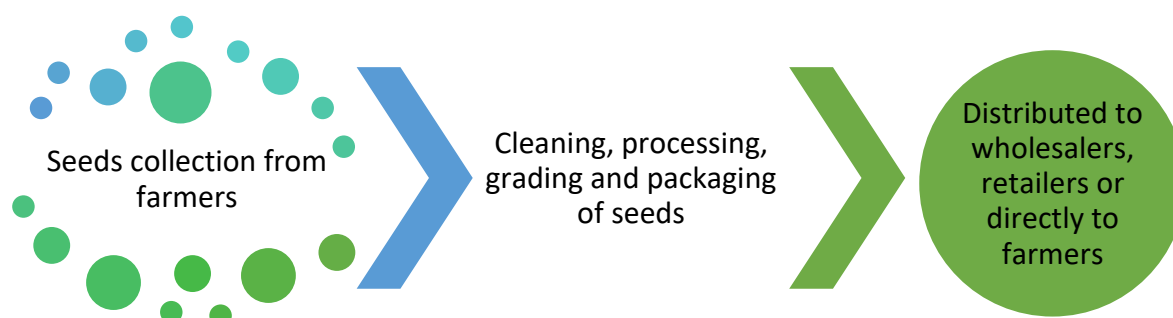 Seeds collection from
farmers
Cleaning, processing,
grading and packaging
of seeds
Distributed to
wholesalers,
retailers or
directly to
farmers